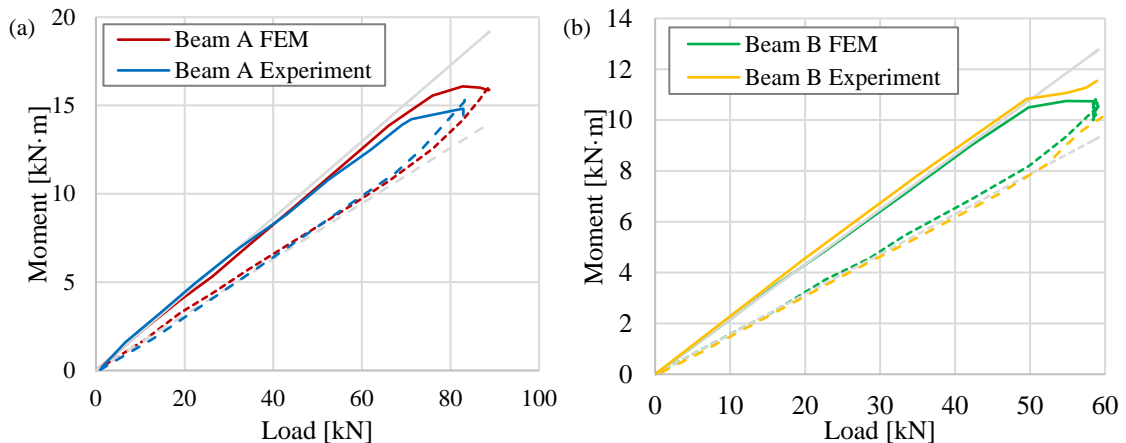 (a)
Moment [kN·m]
20
15
10
5
0
Beam A FEM
Beam A Experiment
0 20 40 60 80 100
Load [kN]
(b)
Moment [kN·m]
14
12
10
8
6
4
2
0
Beam B FEM
Beam B Experiment
0 10 20 30 40 50 60
Load [kN]